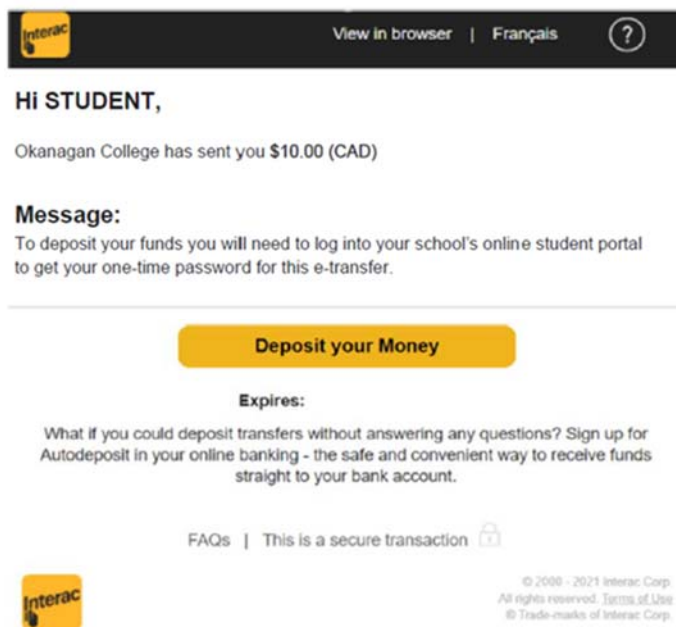 Interac
View in browser | Français ?
Hi STUDENT,
Okanagan College has sent you $10.00 (CAD)
Message:
To deposit your funds you will need to log into your school's online student portal
to get your one-time password for this e-transfer.
Deposit your Money
Expires:
What if you could deposit transfers without answering any questions? Sign up for
Autodeposit in your online banking - the safe and convenient way to receive funds
straight to your bank account.
FAQs | This is a secure transaction
Interac
© 2000 - 2021 Interac Corp.
All rights reserved. Terms of Use
® Trade-marks of Interac Corp.